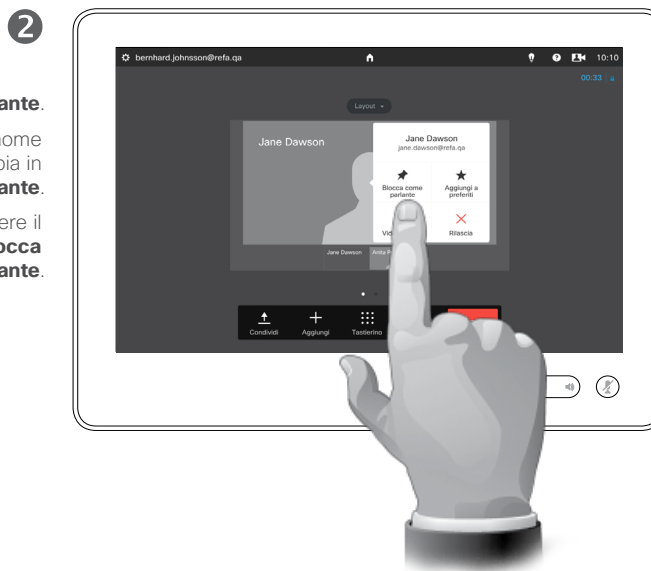 2
ante.
nome
bia in
ante.
ere il
occa
ante.
bernhard.johnsson@refa.qa
10:10
00:33
Layout
Jane Dawson
Jane Dawson
jane.dawson@refa.qa
Blocca come
parlante
Aggiungi a
preferiti
Rilascia
Jane Dawson
Anita
Condividi
Aggiungi
Tastierino